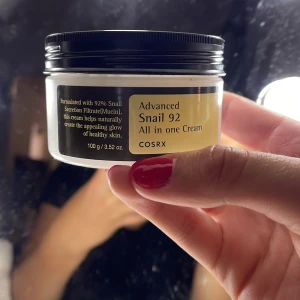 Formulated with 92% Snail
Secretion Filtrate(Mucin),
this cream helps naturally
create the appealing glow
of healthy skin.
100 g / 3.52 oz.
Advanced
Snail 92
All in one Cream
COSRX